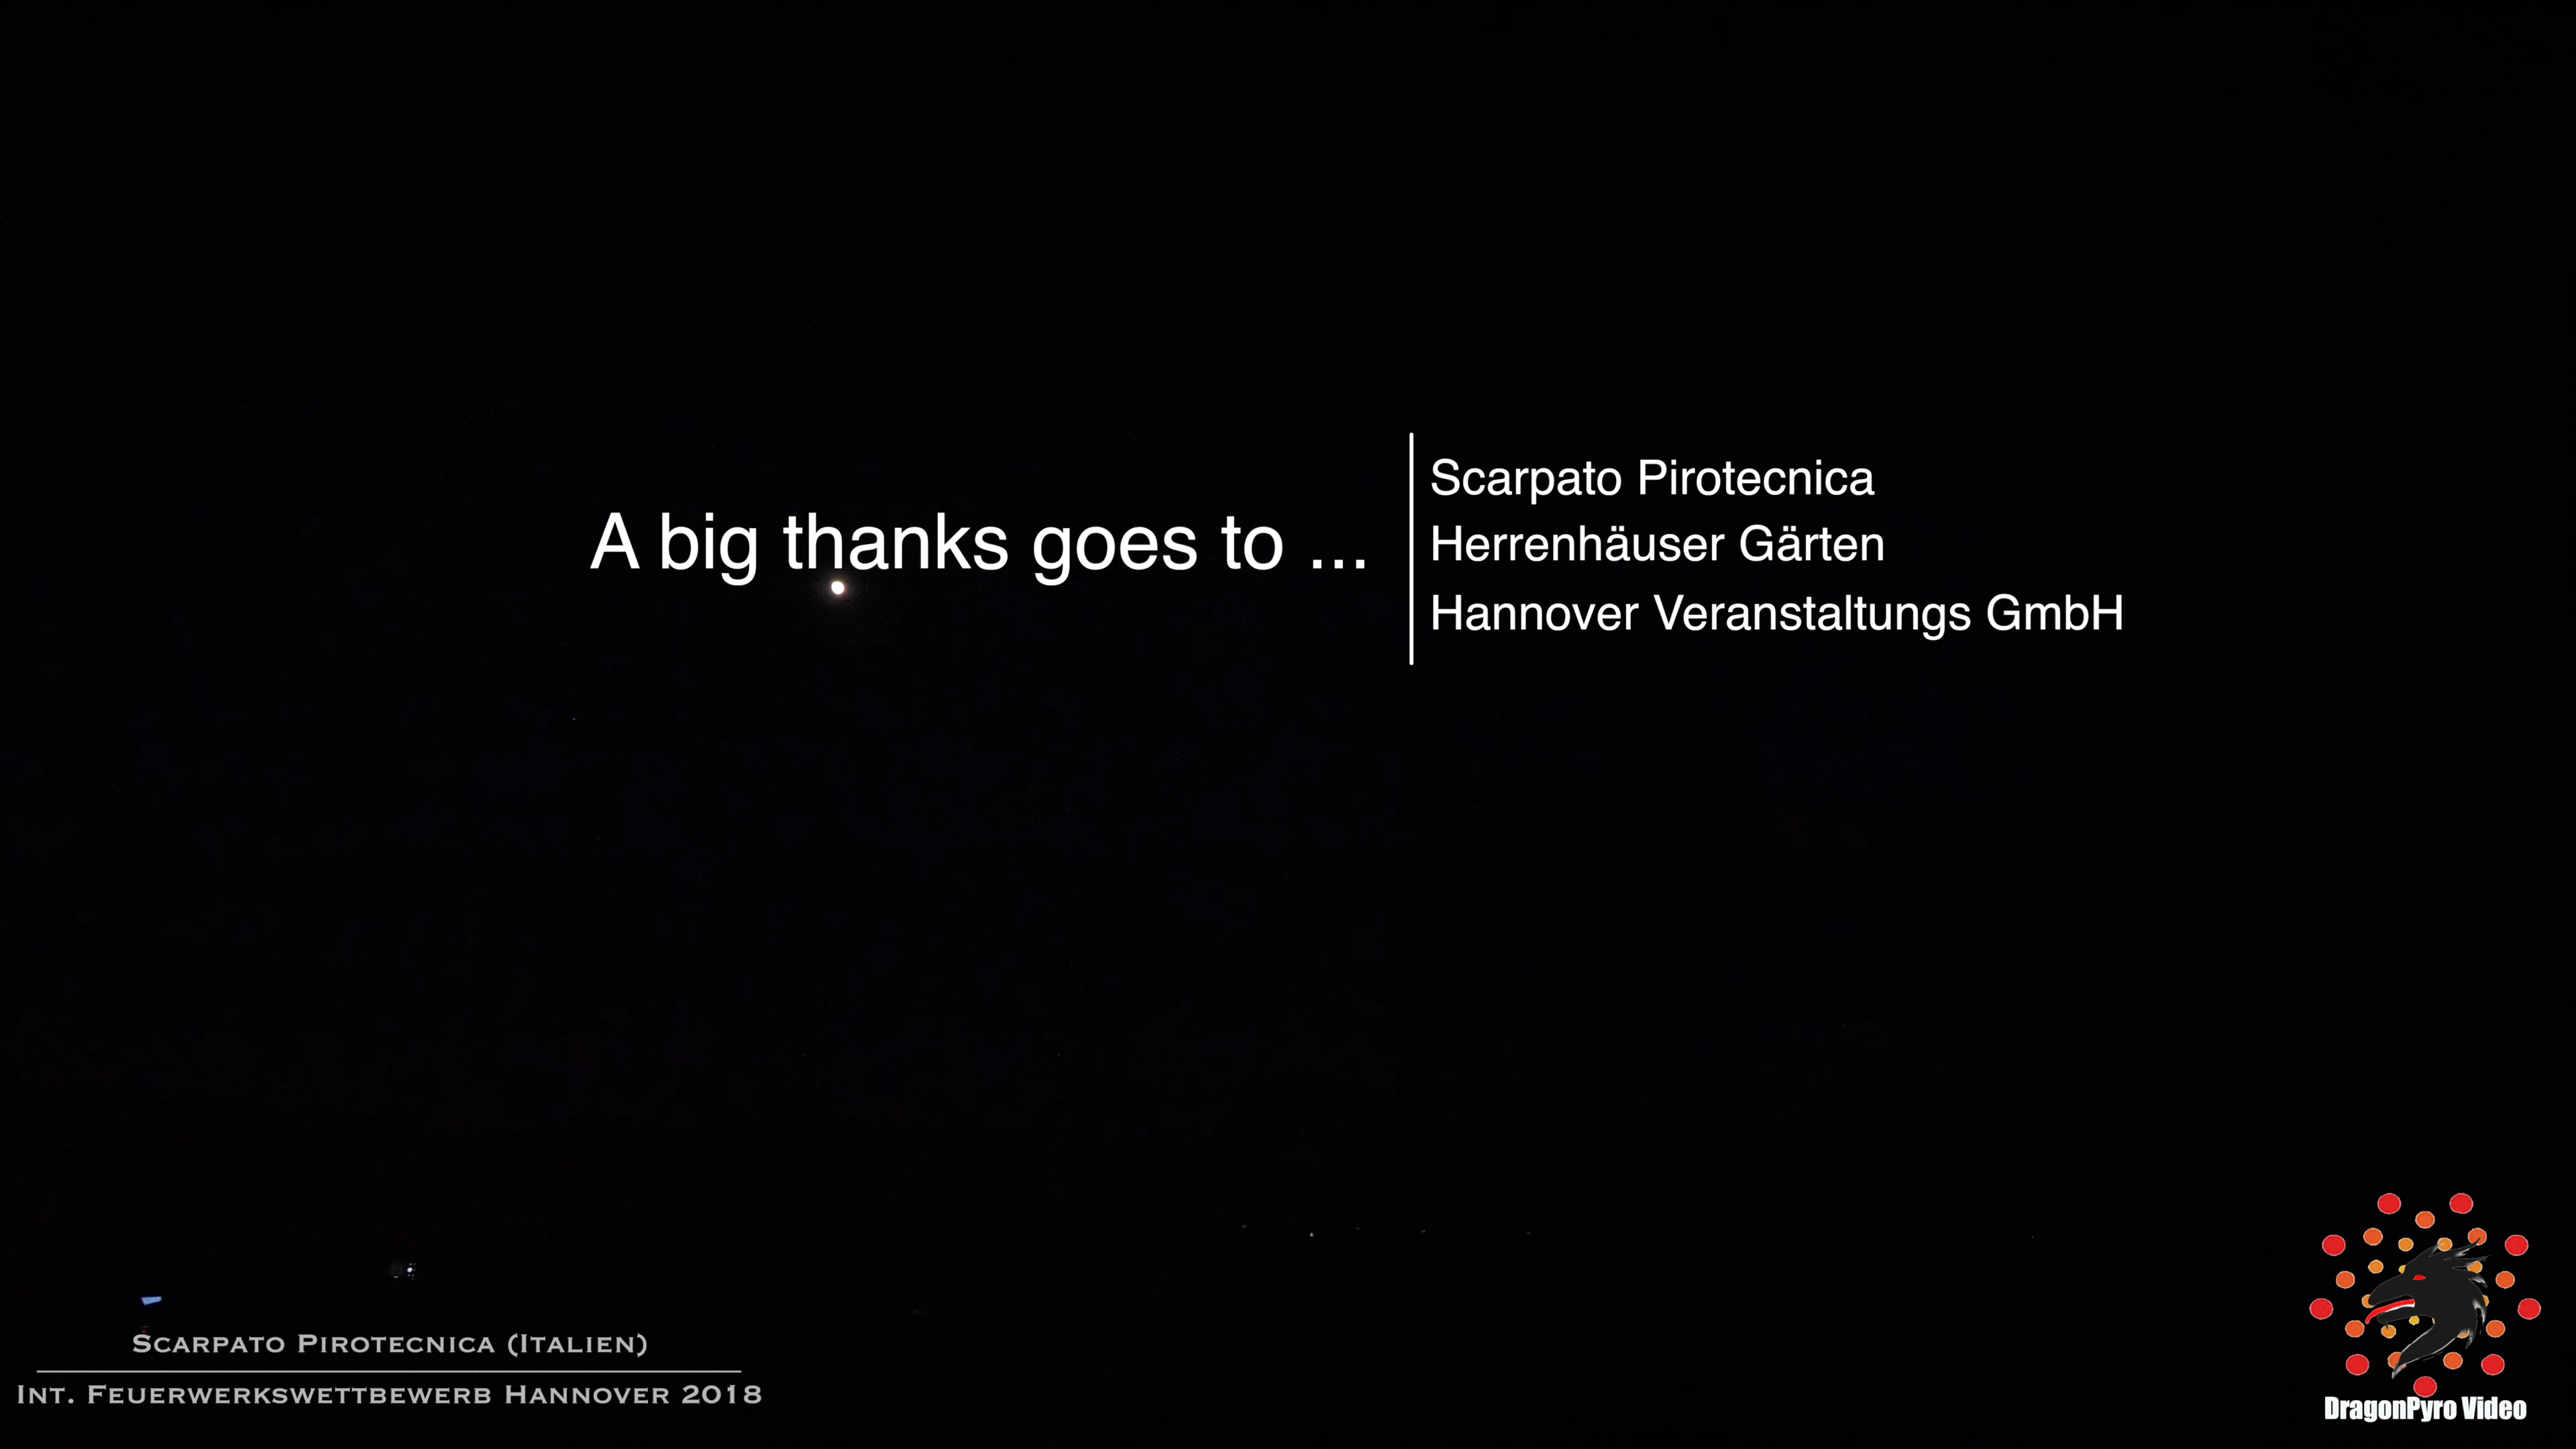 A big thanks goes to ...
Scarpato Pirotecnica
Herrenhäuser Gärten
Hannover Veranstaltungs GmbH
Scarpato Pirotecnica (Italien)
Int. Feuerwerkswettbewerb Hannover 2018
DragonPyro Video